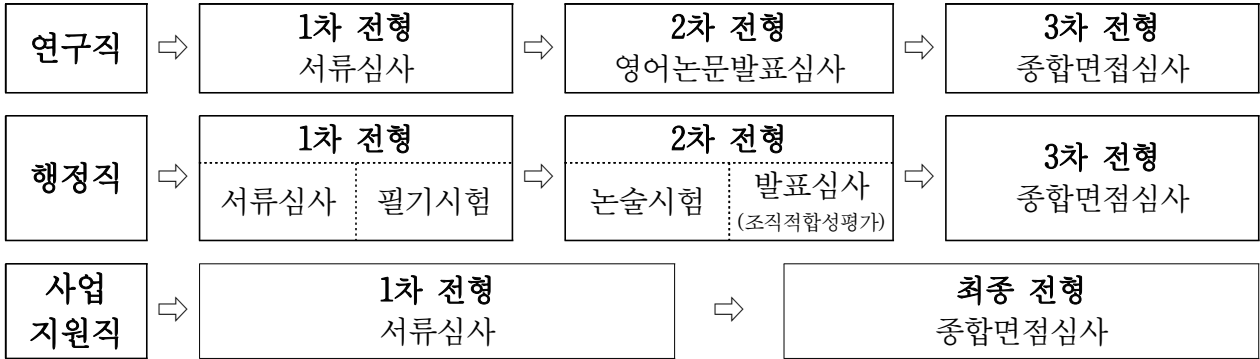 연구직 ⇨ 1차 전형 ⇨ 2차 전형 ⇨ 3차 전형
서류심사 영어논문발표심사 종합면접심사
행정직 ⇨ 1차 전형 ⇨ 2차 전형 ⇨ 3차 전형
서류심사 필기시험 논술시험 발표심사 종합면점심사
(조직적합성평가)
사업 ⇨ 1차 전형 ⇨ 최종 전형
지원직 서류심사 종합면점심사